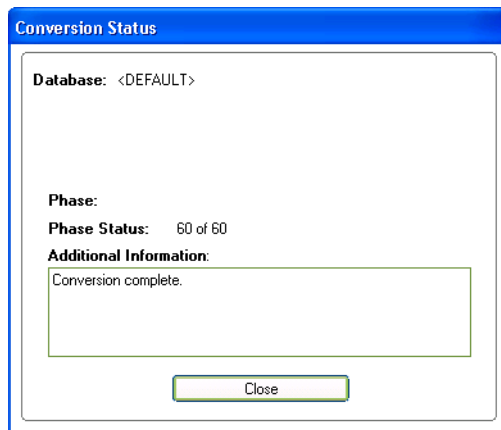 Conversion Status
Database: <DEFAULT>
Phase:
Phase Status: 60 of 60
Additional Information:
Conversion complete.
Close